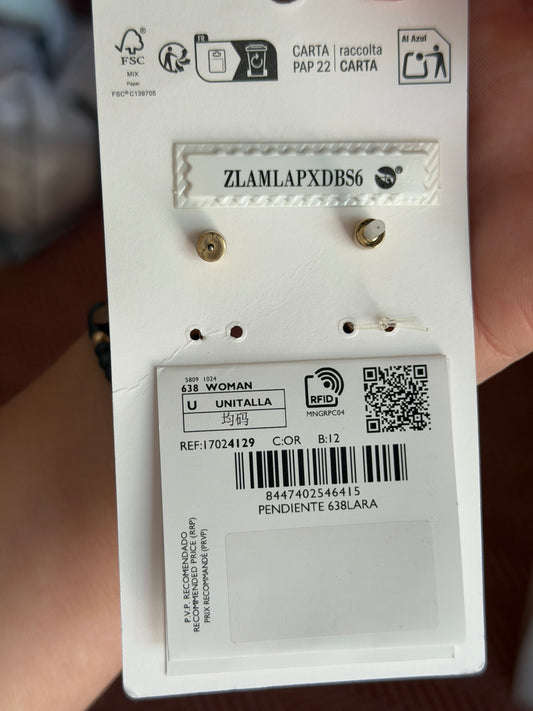 FSC®
MIX
Paper
FSC® C139705
FR
CARTA
PAP 22
raccolta
CARTA
Al Azul
ZLAMLAPXDBS6 ®
5809 1024
638 WOMAN
U UNITALLA
均码
RFID
MNGRPC04
REF:17024129 C:OR B:12
8447402546415
PENDIENTE 638LARA
P.V.P. RECOMENDADO
RECOMMENDED PRICE (RRP)
PRIX RECOMMANDÉ (PRVP)